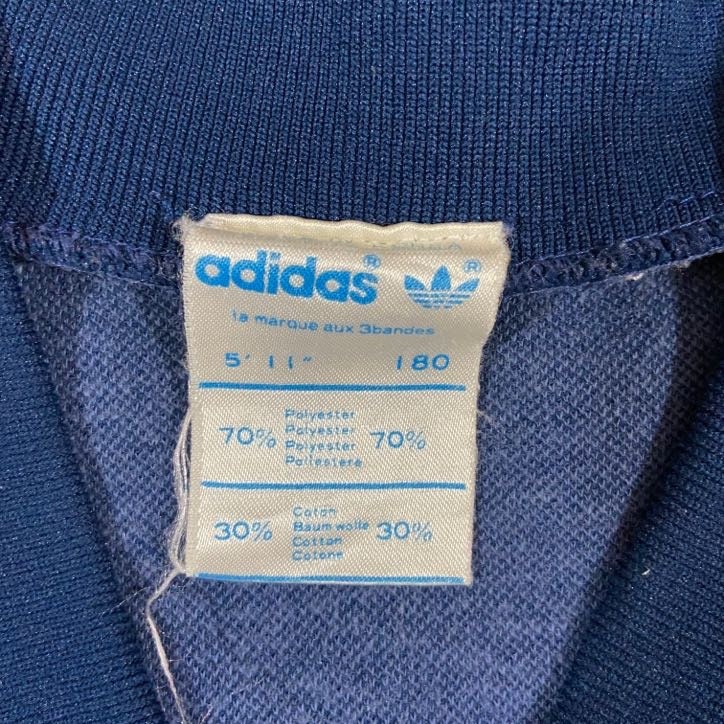 adidas® ®
la marque aux 3bandes
5' 11" 180
Polyester
70% Polyester 70%
Polyester
Poliestere
Coton
30% Baumwolle 30%
Cotton
Cotone